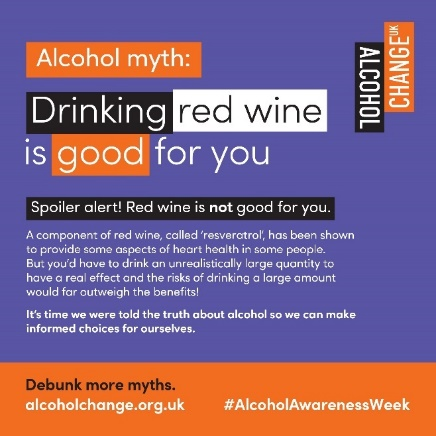 Alcohol myth:
ALCOHOL
CHANGE UK
Drinking red wine
is good for you
Spoiler alert! Red wine is not good for you.
A component of red wine, called ‘resveratrol’, has been shown
to provide some aspects of heart health in some people.
But you’d have to drink an unrealistically large quantity to
have a real effect and the risks of drinking a large amount
would far outweigh the benefits!
It’s time we were told the truth about alcohol so we can make
informed choices for ourselves.
Debunk more myths.
alcoholchange.org.uk #AlcoholAwarenessWeek